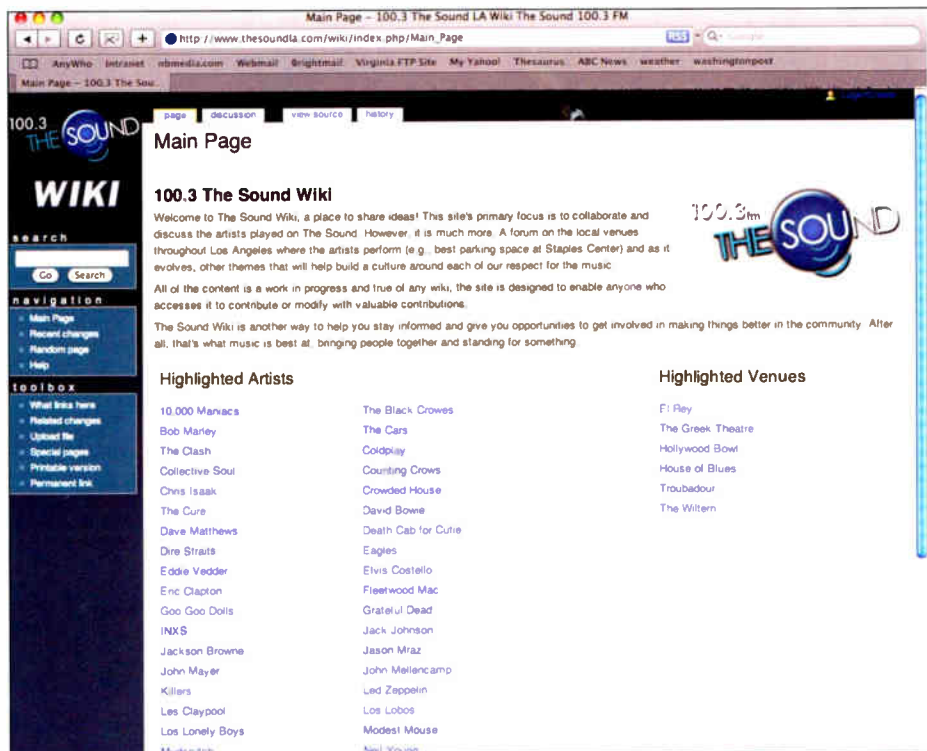 Main Page – 100.3 The Sound LA Wiki The Sound 100.3 FM
http://www.thesoundla.com/wiki/index.php/Main_Page
RSS
Q- Google
AnyWho Intranet nbmedia.com Webmail Brightmail Virginia FTP Site My Yahoo! Thesaurus ABC News weather washingtonpost
Main Page – 100.3 The Sou...
page discussion view source history
100.3
THE SOUND
WIKI
search
Go Search
navigation
Main Page
Recent changes
Random page
Help
toolbox
What links here
Related changes
Upload file
Special pages
Printable version
Permanent link
Main Page
100.3 The Sound Wiki
Welcome to The Sound Wiki, a place to share ideas! This site's primary focus is to collaborate and
discuss the artists played on The Sound. However, it is much more. A forum on the local venues
throughout Los Angeles where the artists perform (e.g., best parking space at Staples Center) and as it
evolves, other themes that will help build a culture around each of our respect for the music.
All of the content is a work in progress and true of any wiki, the site is designed to enable anyone who
accesses it to contribute or modify with valuable contributions.
The Sound Wiki is another way to help you stay informed and give you opportunities to get involved in making things better in the community. After
all, that's what music is best at, bringing people together and standing for something.
100.3fm
THE SOUND
Highlighted Artists
10,000 Maniacs
Bob Marley
The Clash
Collective Soul
Chris Isaak
The Cure
Dave Matthews
Dire Straits
Eddie Vedder
Eric Clapton
Goo Goo Dolls
INXS
Jackson Browne
John Mayer
Killers
Les Claypool
Los Lonely Boys
The Black Crowes
The Cars
Coldplay
Counting Crows
Crowded House
David Bowie
Death Cab for Cutie
Eagles
Elvis Costello
Fleetwood Mac
Grateful Dead
Jack Johnson
Jason Mraz
John Mellencamp
Led Zeppelin
Los Lobos
Modest Mouse
Neil Young
Highlighted Venues
El Rey
The Greek Theatre
Hollywood Bowl
House of Blues
Troubadour
The Wiltern